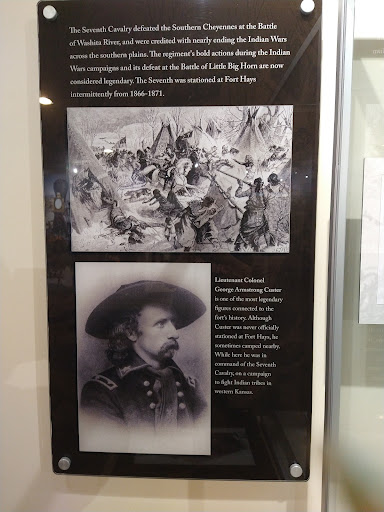 The Seventh Cavalry defeated the Southern Cheyennes at the Battle
of Washita River, and were credited with nearly ending the Indian Wars
across the southern plains. The regiment's bold actions during the Indian
Wars campaigns and its defeat at the Battle of Little Big Horn are now
considered legendary. The Seventh was stationed at Fort Hays
intermittently from 1866-1871.
Lieutenant Colonel
George Armstrong Custer
is one of the most legendary
figures connected to the
fort's history. Although
Custer was never officially
stationed at Fort Hays, he
sometimes camped nearby.
While here he was in
command of the Seventh
Cavalry, on a campaign
to fight Indian tribes in
western Kansas.